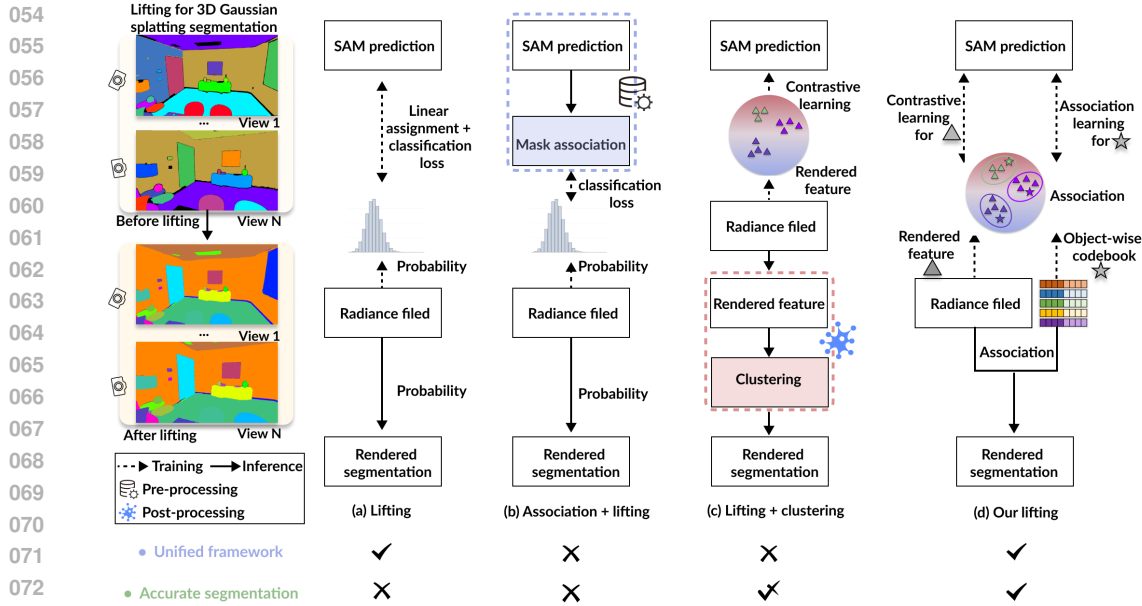 054
055
056
057
058
059
060
061
062
063
064
065
066
067
068
069
070
071
072
Lifting for 3D Gaussian
splatting segmentation
View 1
...
View N
Before lifting
View 1
...
View N
After lifting
Training
Inference
Pre-processing
Post-processing
SAM prediction
Linear
assignment +
classification
loss
Probability
Radiance filed
Probability
Rendered
segmentation
(a) Lifting
SAM prediction
Mask association
classification
loss
Probability
Radiance filed
Probability
Rendered
segmentation
(b) Association + lifting
SAM prediction
Contrastive
learning
Rendered
feature
Radiance filed
Rendered feature
Clustering
Rendered
segmentation
(c) Lifting + clustering
SAM prediction
Contrastive
learning
for
Association
learning
for
Association
Rendered
feature
Object-wise
codebook
Radiance filed
Association
Rendered
segmentation
(d) Our lifting
• Unified framework
• Accurate segmentation